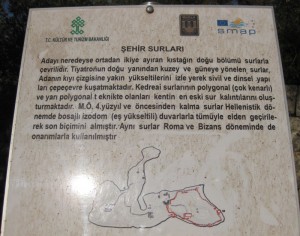 T.C. KÜLTÜR VE TURİZM BAKANLIĞI
smap
ŞEHİR SURLARI
Adayı neredeyse ortadan ikiye ayıran kıstağın doğu bölümü surlarla
çevrilidir. Tiyatronun doğu yanından kuzey ve güneye yönelen surlar,
Adanın kıyı çizgisine yakın yükseltilerini izleyerek sivil ve dinsel yapı
ları çepeçevre kuşatmaktadır. Kedreai surlarının polygonal (çok kenarlı)
ve yarı polygonal teknikte olanları kentin en eski sur kalıntılarını oluş
turmaktadır. M.Ö. 4.yüzyıl ve öncesinden kalma surlar Hellenistik dö
nemde bosajlı izodom (eş yükseltili) duvarlarla tümüyle elden geçirile
rek son biçimini almıştır. Aynı surlar Roma ve Bizans döneminde de
onarımlarla kullanılmıştır.